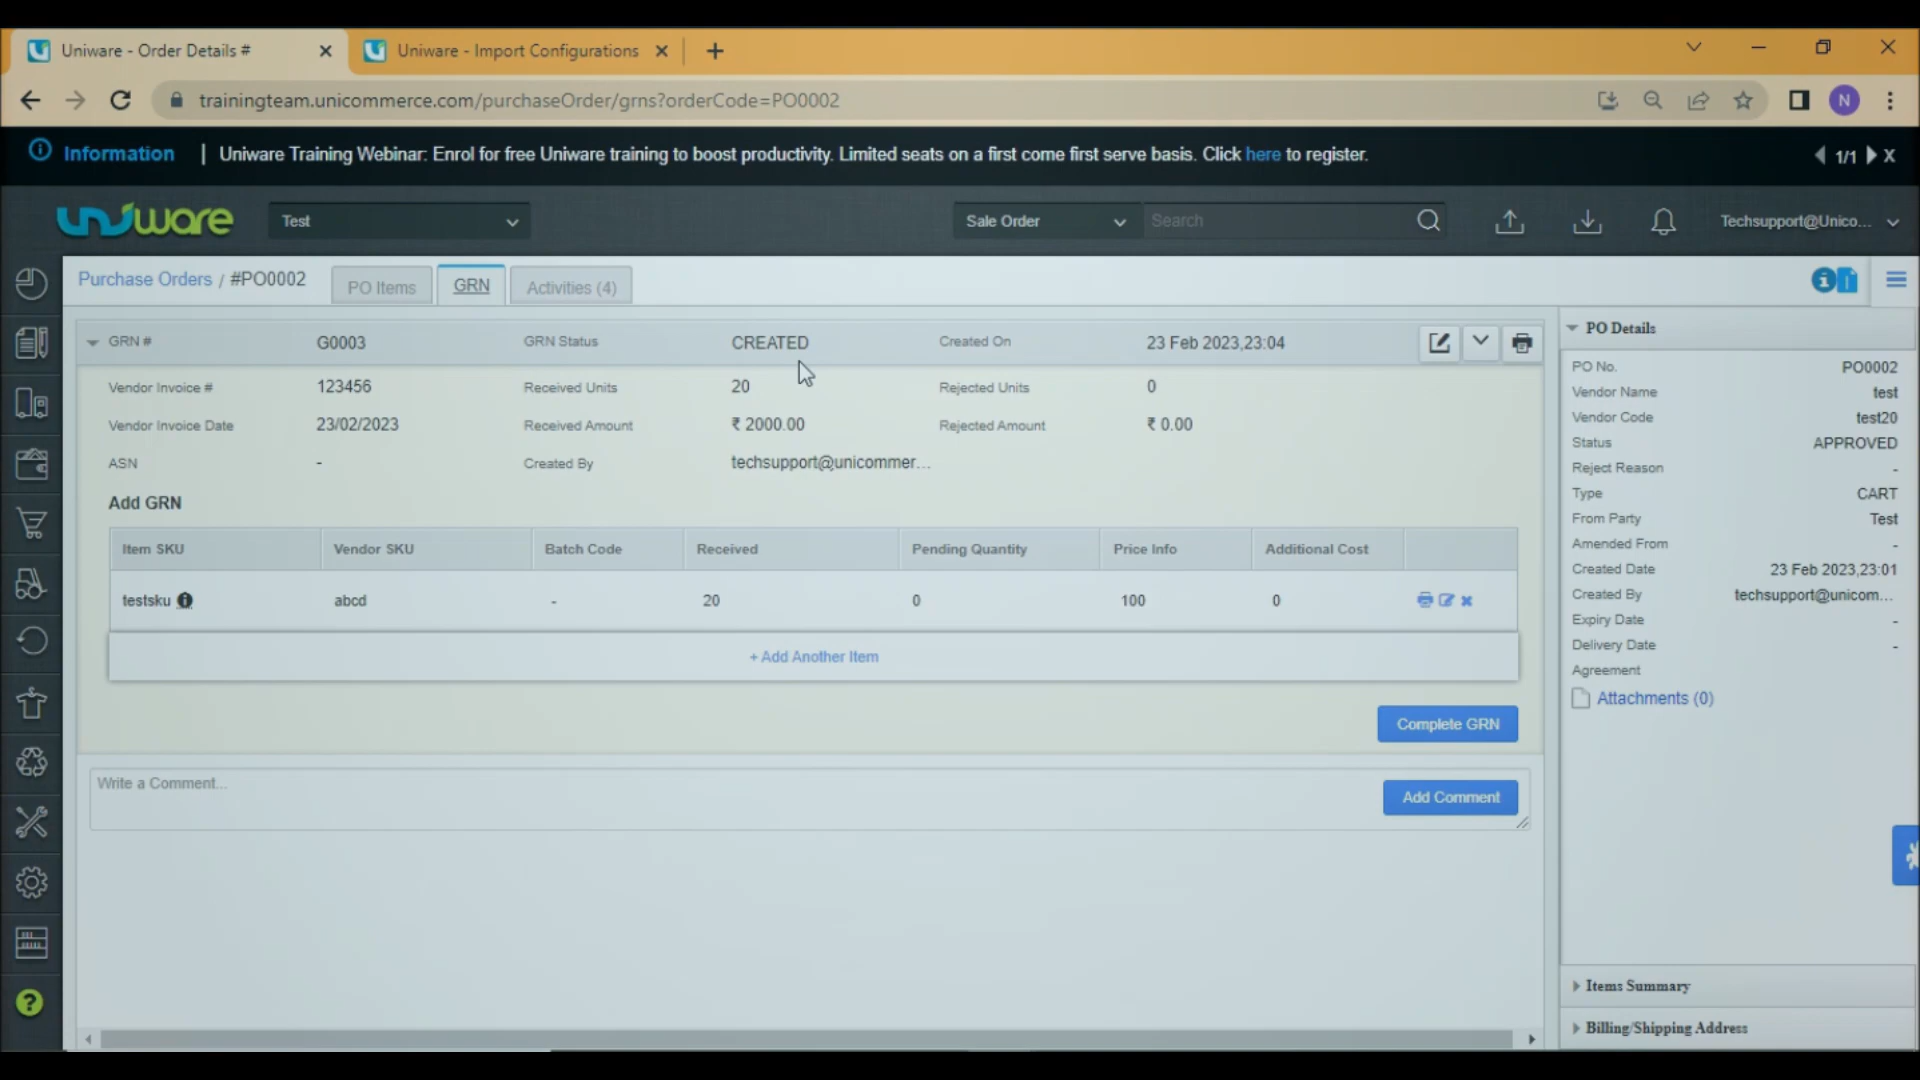 Uniware - Order Details #
Uniware - Import Configurations
trainingteam.unicommerce.com/purchaseOrder/grns?orderCode=PO0002
N
Information | Uniware Training Webinar: Enrol for free Uniware training to boost productivity. Limited seats on a first come first serve basis. Click here to register.
1/1 X
uniware
Test
Sale Order
Search
Techsupport@Unico...
Purchase Orders / #PO0002
PO Items
GRN
Activities (4)
GRN # G0003 GRN Status CREATED Created On 23 Feb 2023,23:04
Vendor Invoice # 123456 Received Units 20 Rejected Units 0
Vendor Invoice Date 23/02/2023 Received Amount ₹ 2000.00 Rejected Amount ₹ 0.00
ASN - Created By techsupport@unicommer...
Add GRN
Item SKU Vendor SKU Batch Code Received Pending Quantity Price Info Additional Cost
testsku abcd - 20 0 100 0
+ Add Another Item
Complete GRN
Write a Comment...
Add Comment
PO Details
PO No. PO0002
Vendor Name test
Vendor Code test20
Status APPROVED
Reject Reason -
Type CART
From Party Test
Amended From -
Created Date 23 Feb 2023,23:01
Created By techsupport@unicom...
Expiry Date -
Delivery Date -
Agreement
Attachments (0)
Items Summary
Billing/Shipping Address
?